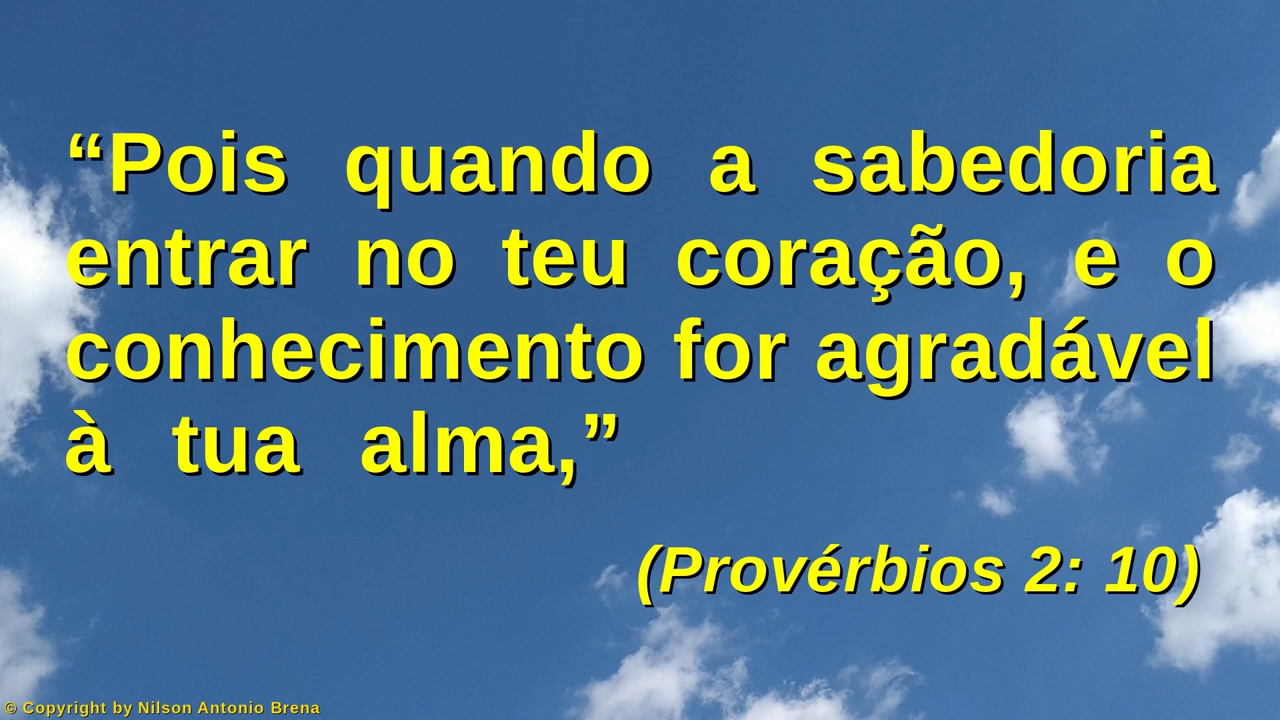 “Pois quando a sabedoria
entrar no teu coração, e o
conhecimento for agradável
à tua alma,”
(Provérbios 2: 10)
© Copyright by Nilson Antonio Brena